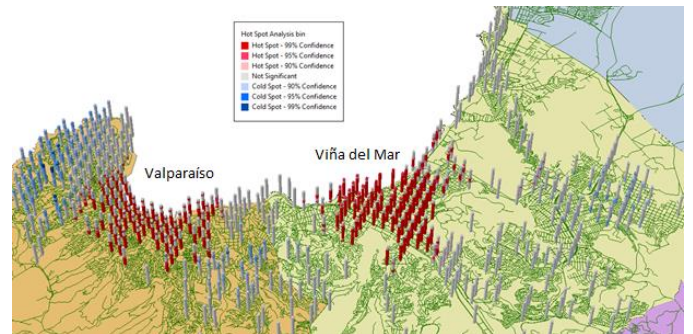 Hot Spot Analysis bin
Hot Spot - 99% Confidence
Hot Spot - 95% Confidence
Hot Spot - 90% Confidence
Not Significant
Cold Spot - 90% Confidence
Cold Spot - 95% Confidence
Cold Spot - 99% Confidence
Viña del Mar
Valparaíso